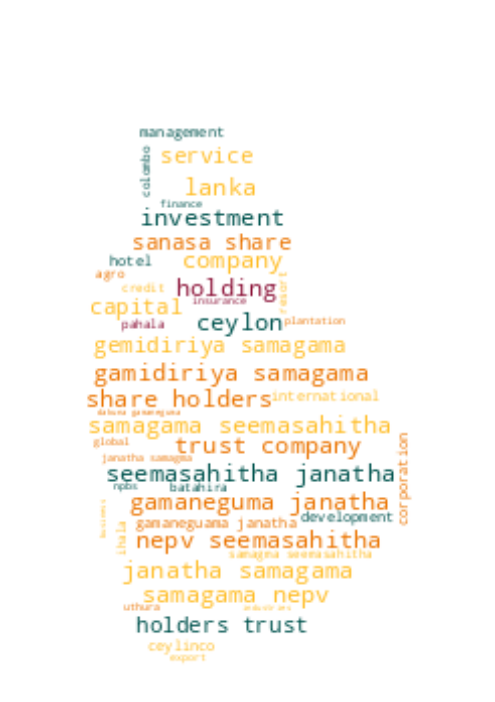 management
colombo
service
lanka
finance
investment
sanasa share
hotel
company
agro
credit
holding
resort
insurance
capital
pahala
ceylon
plantation
gemidiriya samagama
gamidiriya samagama
share holders
international
dakuna gamaneguma
samagama seemasahitha
global
trust company
corporation
janatha samagma
seemasahitha janatha
npbs
batahira
business
gamaneguma janatha
development
ihala
gamaneguama janatha
nepv seemasahitha
samagma seemasahitha
janatha samagama
samagama nepv
uthura
industries
holders trust
ceylinco
export